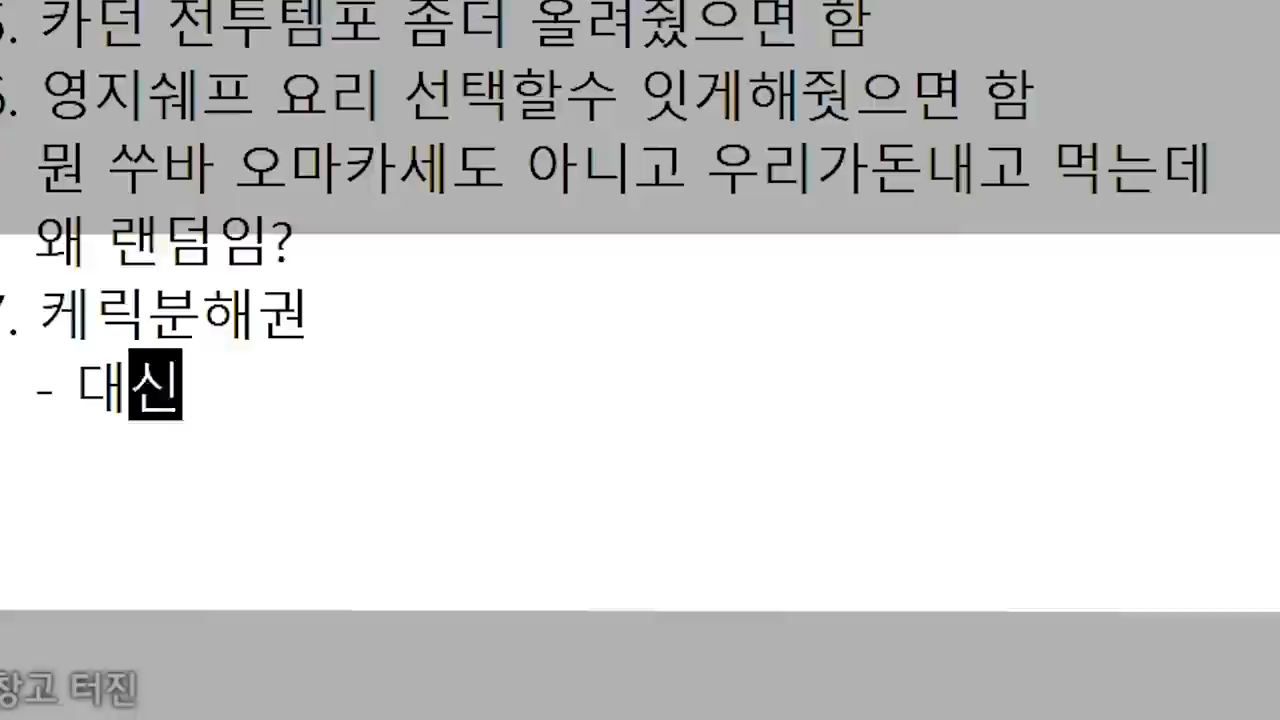 5. 카던 전투템포 좀더 올려줬으면 함
6. 영지쉐프 요리 선택할수 잇게해줫으면 함
뭔 쑤바 오마카세도 아니고 우리가돈내고 먹는데
왜 랜덤임?
7. 케릭분해권
- 대신
창고 터진